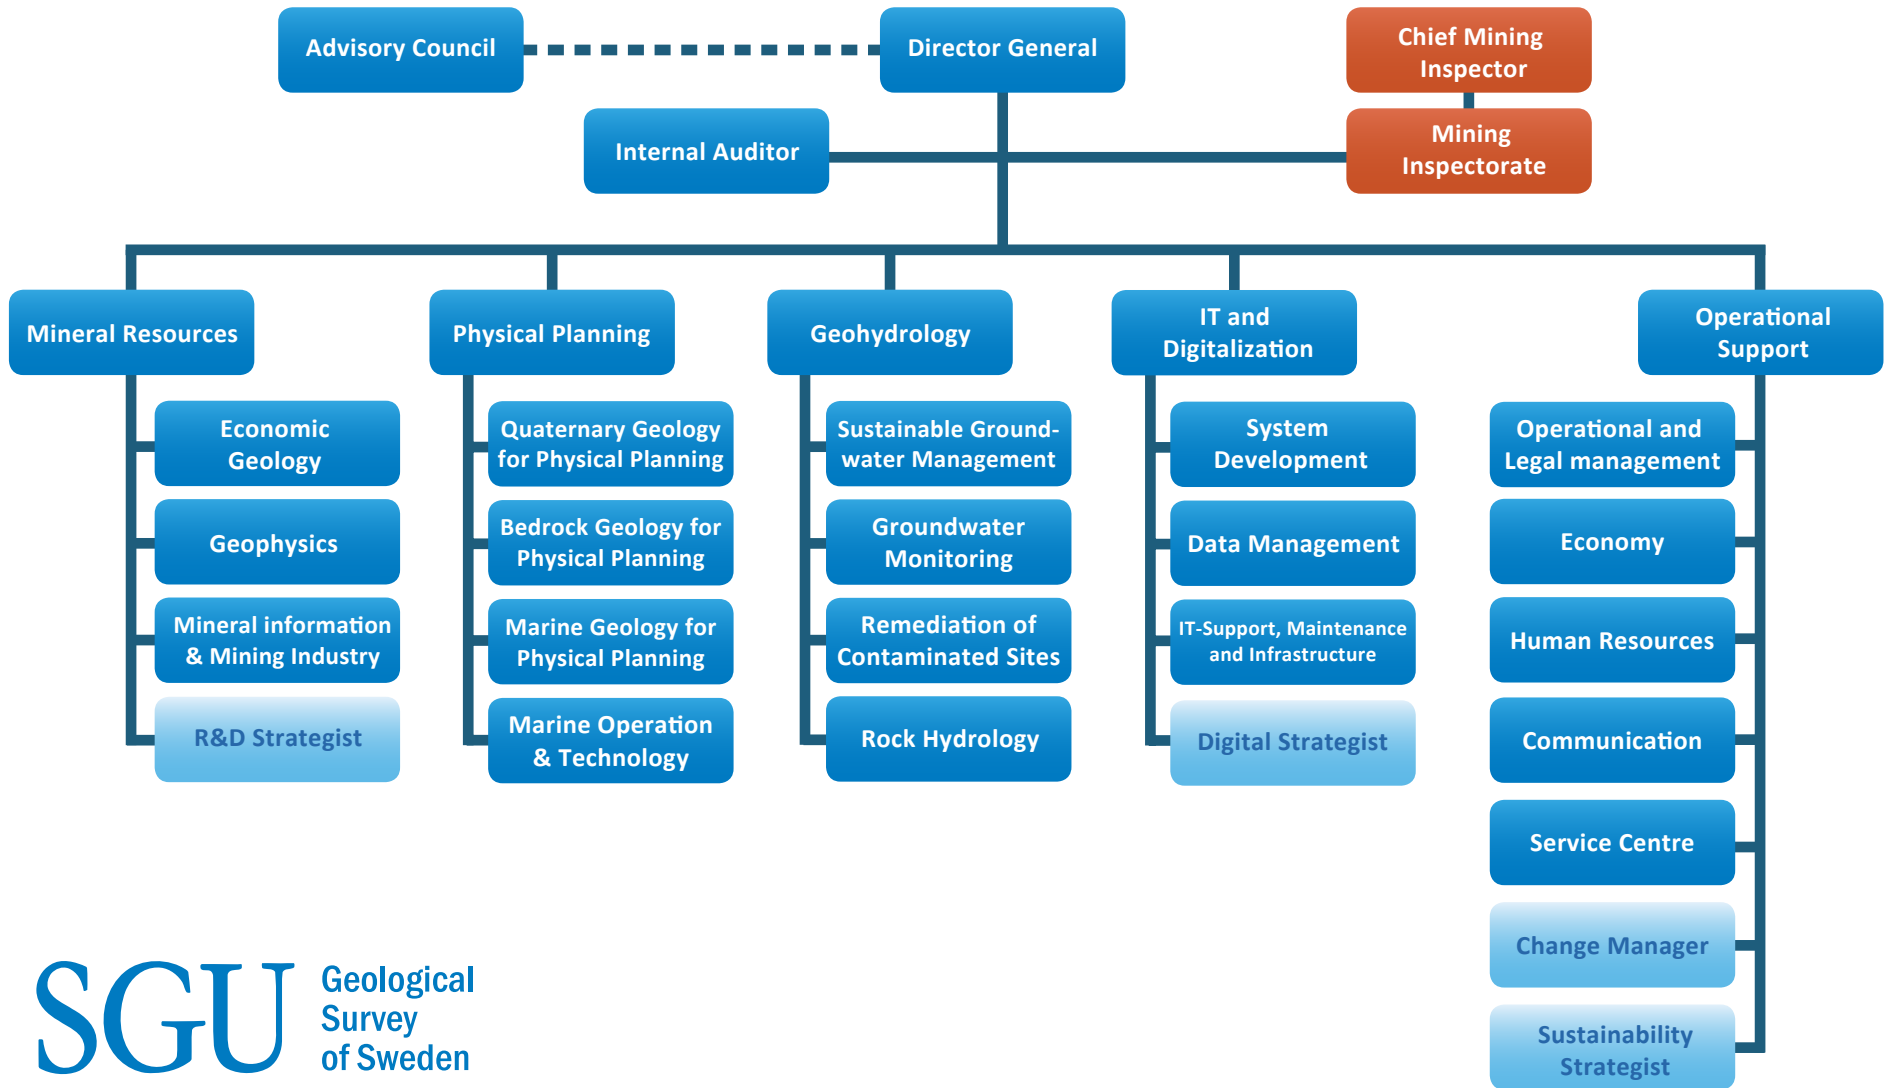 Advisory Council
Director General
Chief Mining
Inspector
Internal Auditor
Mining
Inspectorate
Mineral Resources
Physical Planning
Geohydrology
IT and
Digitalization
Operational
Support
Economic
Geology
Geophysics
Mineral information
& Mining Industry
R&D Strategist
Quaternary Geology
for Physical Planning
Bedrock Geology for
Physical Planning
Marine Geology for
Physical Planning
Marine Operation
& Technology
Sustainable Ground-
water Management
Groundwater
Monitoring
Remediation of
Contaminated Sites
Rock Hydrology
System
Development
Data Management
IT-Support, Maintenance
and Infrastructure
Digital Strategist
Operational and
Legal management
Economy
Human Resources
Communication
Service Centre
Change Manager
Sustainability
Strategist
SGU
Geological
Survey
of Sweden